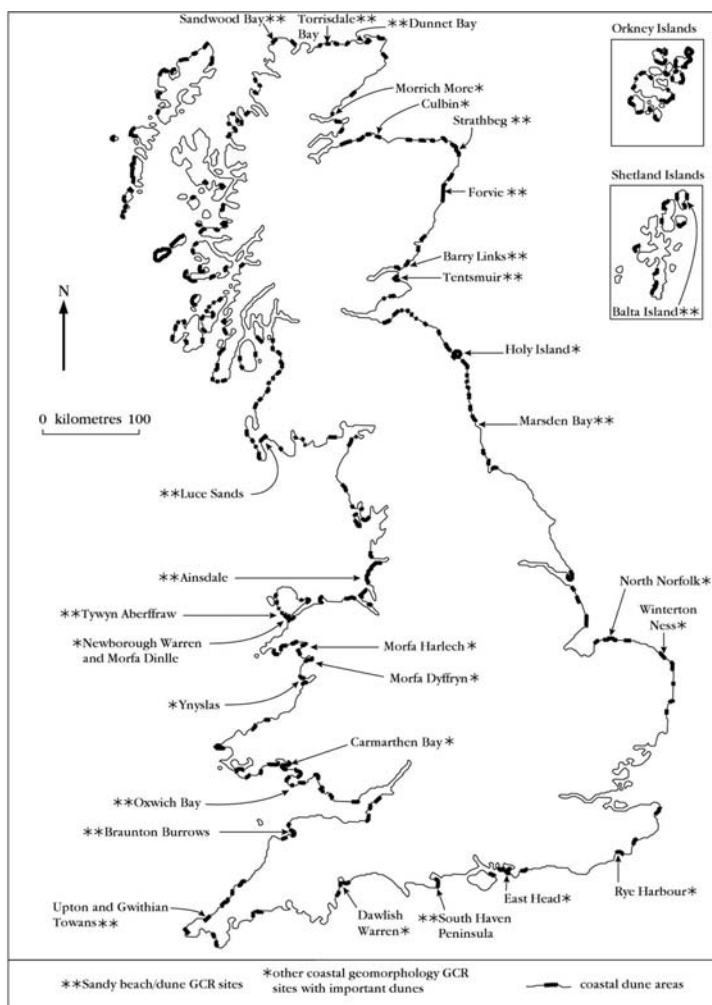 Sandwood Bay** Torrisdale** **Dunnet Bay
Bay
Orkney Islands
Morrich More*
Culbin*
Strathbeg **
Forvie **
Shetland Islands
Balta Island**
Barry Links**
Tentsmuir**
N
0 kilometres 100
Holy Island*
Marsden Bay**
**Luce Sands
**Ainsdale
North Norfolk*
Winterton
Ness*
**Tywyn Aberffraw
*Newborough Warren
and Morfa Dinlle
Morfa Harlech*
Morfa Dyffryn*
*Ynyslas
Carmarthen Bay*
**Oxwich Bay
**Braunton Burrows
Upton and Gwithian
Towans**
Dawlish
Warren*
**South Haven
Peninsula
East Head*
Rye Harbour*
**Sandy beach/dune GCR sites
*other coastal geomorphology GCR
sites with important dunes
coastal dune areas